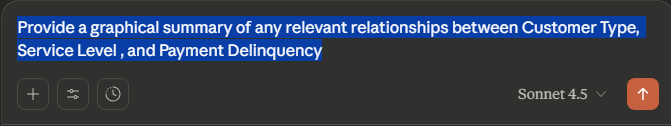 Provide a graphical summary of any relevant relationships between Customer Type,
Service Level , and Payment Delinquency
Sonnet 4.5